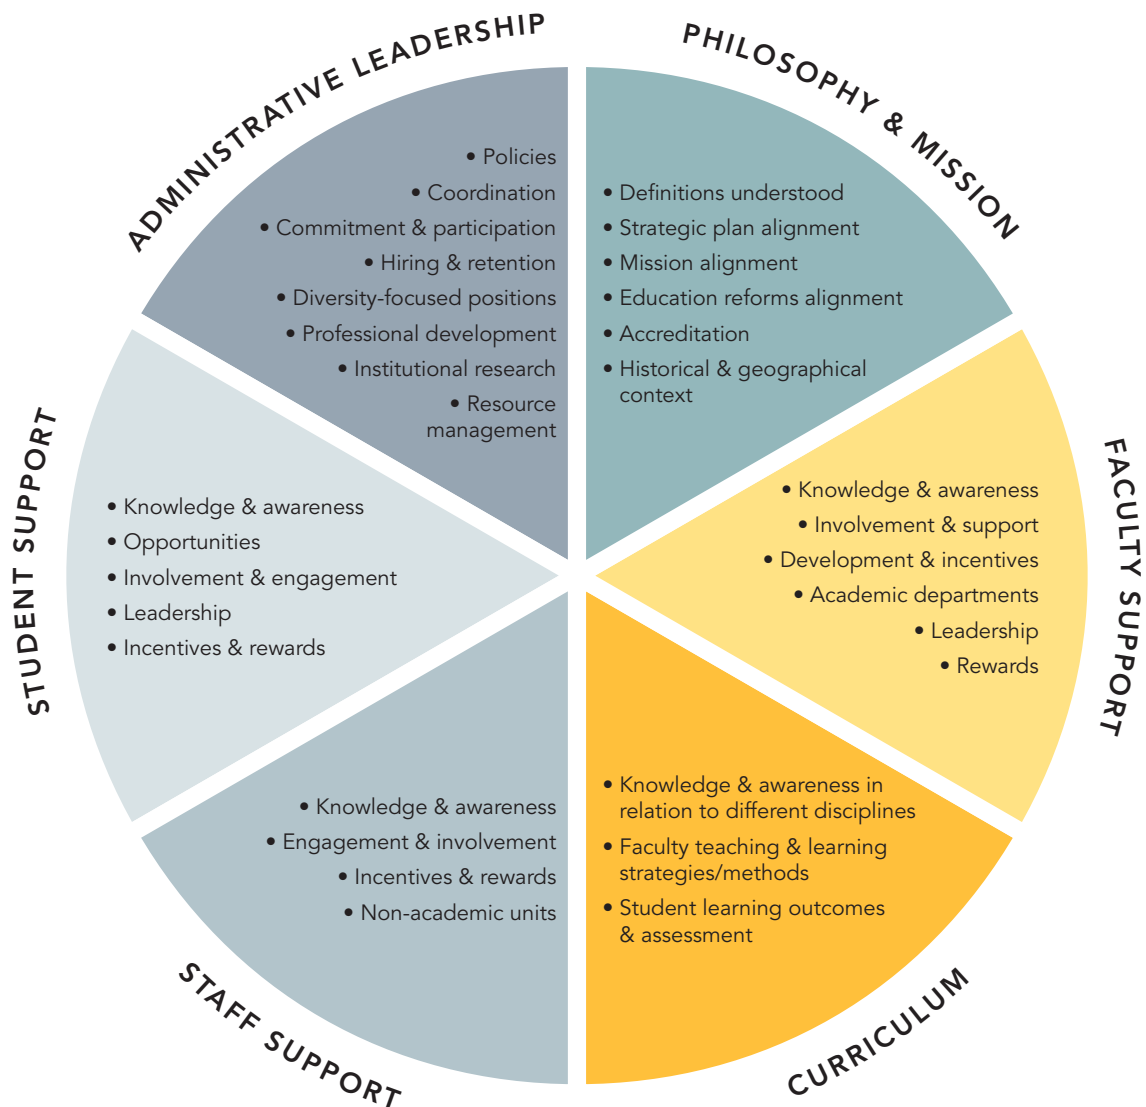 ADMINISTRATIVE LEADERSHIP
• Policies
• Coordination
• Commitment & participation
• Hiring & retention
• Diversity-focused positions
• Professional development
• Institutional research
• Resource
management
PHILOSOPHY & MISSION
• Definitions understood
• Strategic plan alignment
• Mission alignment
• Education reforms alignment
• Accreditation
• Historical & geographical
context
FACULTY SUPPORT
• Knowledge & awareness
• Involvement & support
• Development & incentives
• Academic departments
• Leadership
• Rewards
CURRICULUM
• Knowledge & awareness in
relation to different disciplines
• Faculty teaching & learning
strategies/methods
• Student learning outcomes
& assessment
STAFF SUPPORT
• Knowledge & awareness
• Engagement & involvement
• Incentives & rewards
• Non-academic units
STUDENT SUPPORT
• Knowledge & awareness
• Opportunities
• Involvement & engagement
• Leadership
• Incentives & rewards